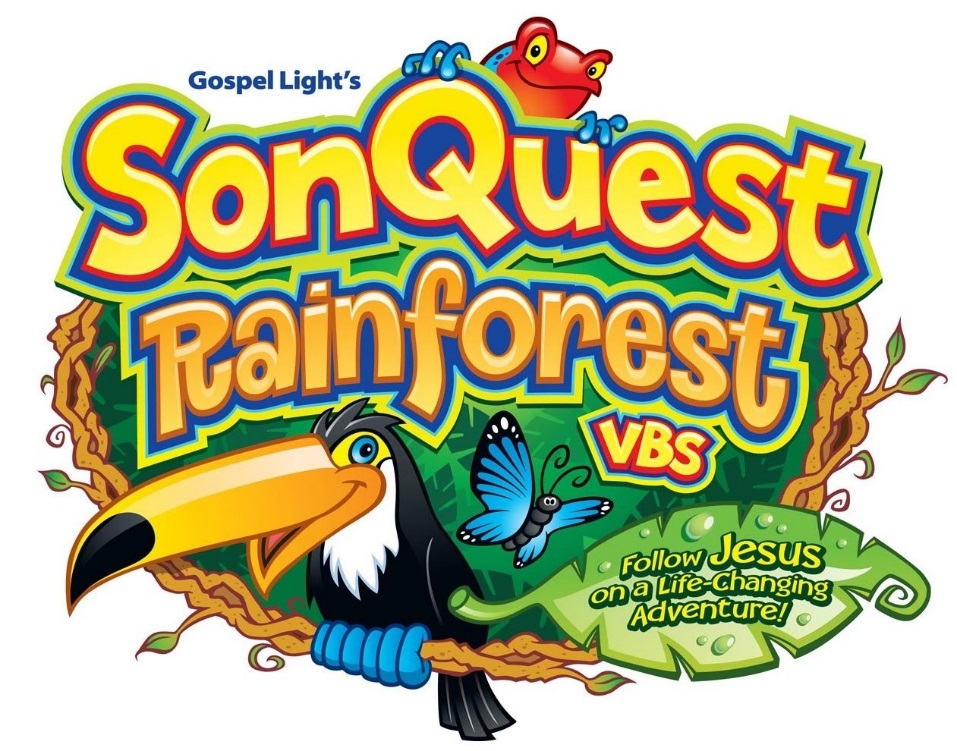 Gospel Light's
SonQuest
Rainforest
VBS
Follow Jesus
on a Life-Changing
Adventure!